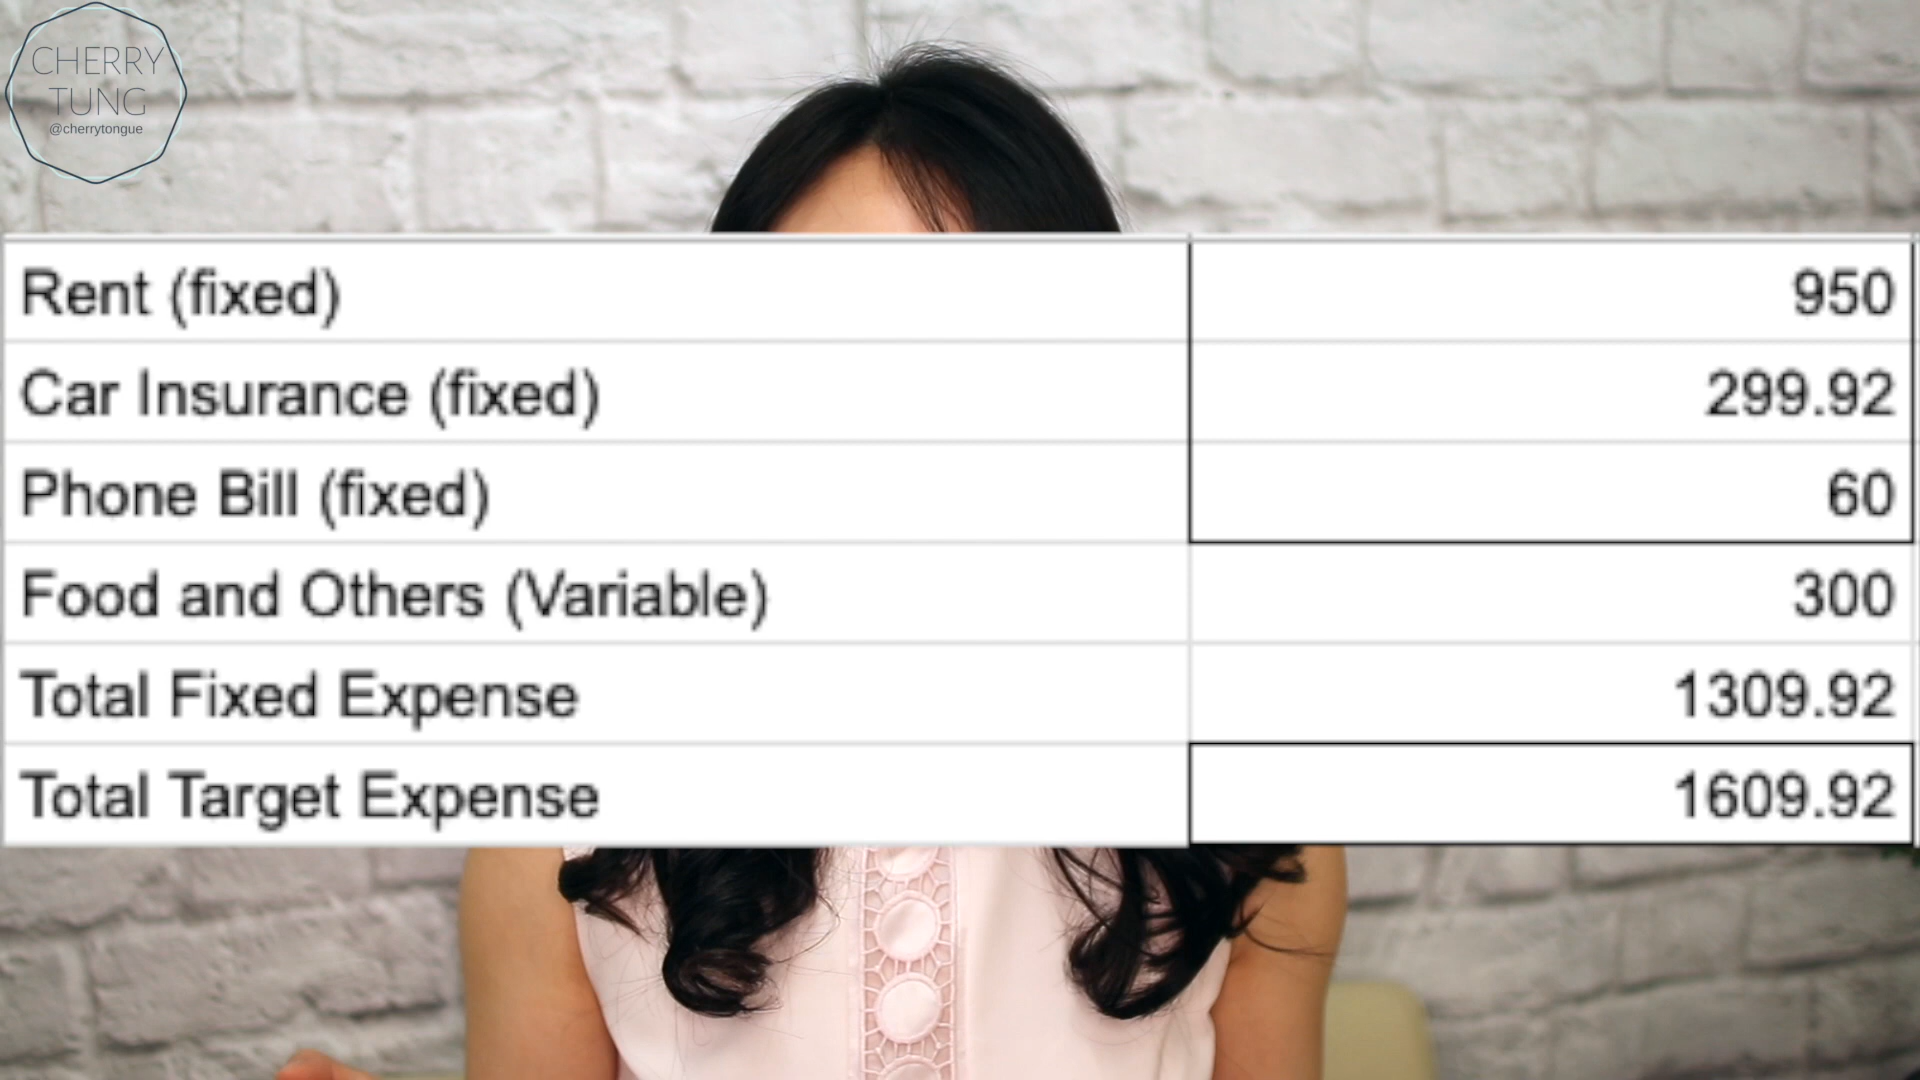 CHERRY
TUNG
@cherrytongue
Rent (fixed) 950
Car Insurance (fixed) 299.92
Phone Bill (fixed) 60
Food and Others (Variable) 300
Total Fixed Expense 1309.92
Total Target Expense 1609.92